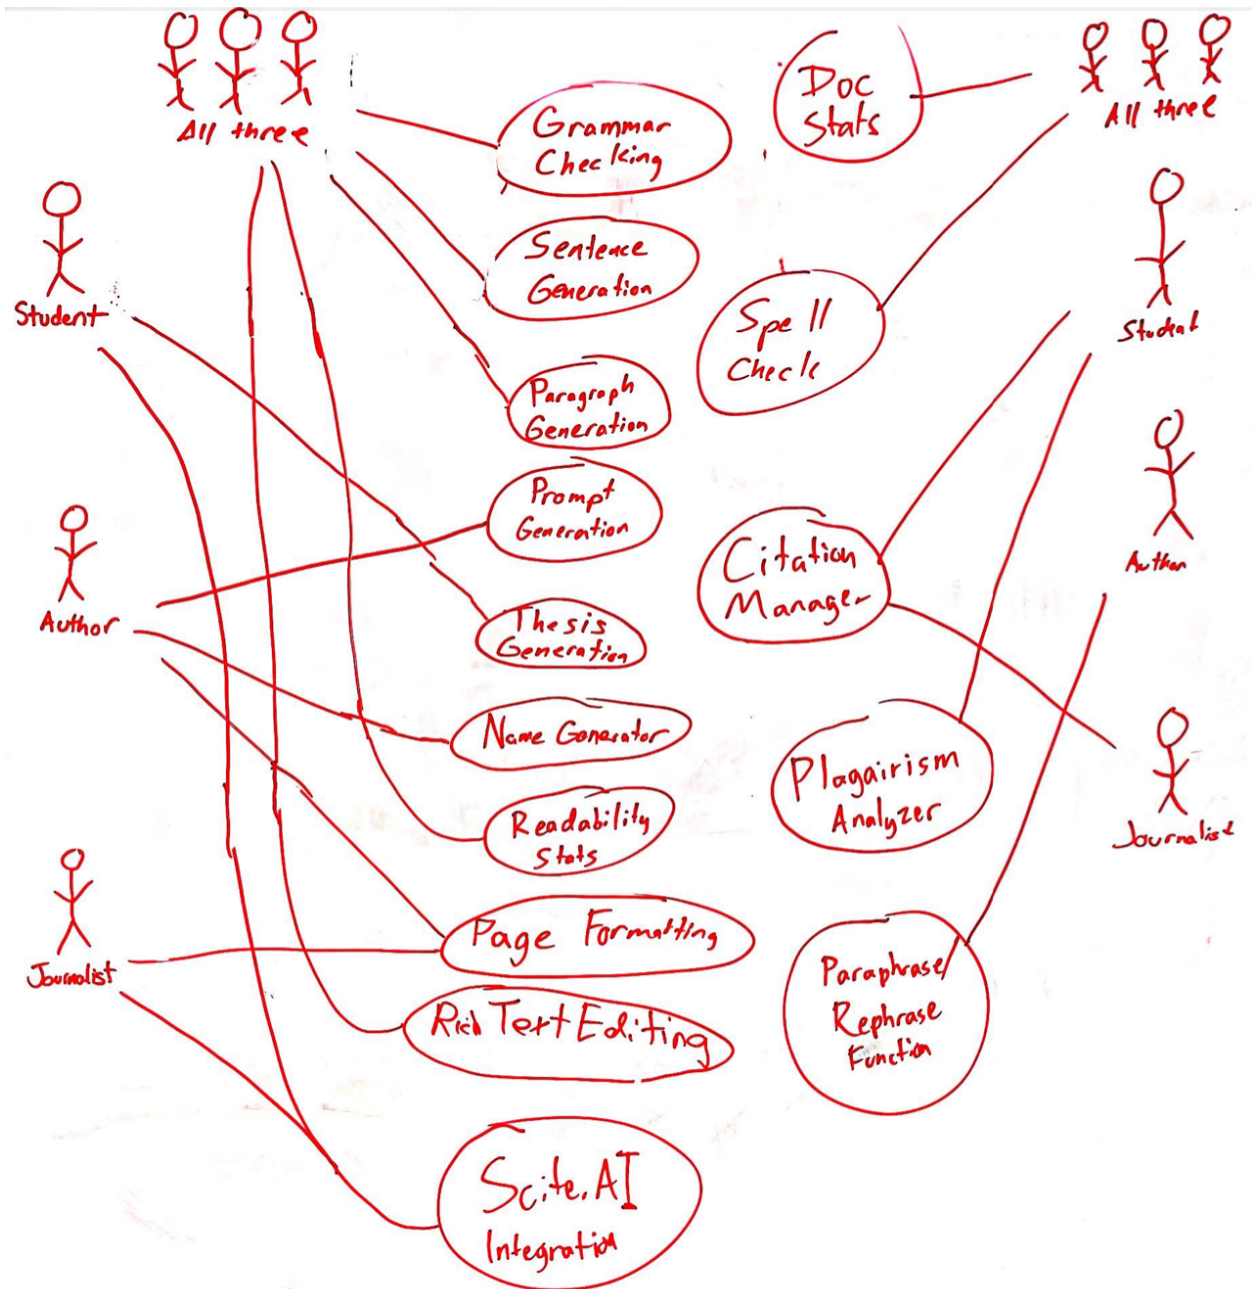 All three
Grammar
Checking
Sentence
Generation
Paragraph
Generation
Prompt
Generation
Thesis
Generation
Name Generator
Readability
Stats
Page Formatting
Rich Text Editing
Scite.AI
Integration
Student
Author
Journalist
Doc
Stats
Spell
Check
Citation
Manager
Plagairism
Analyzer
Paraphrase/
Rephrase
Function
All three
Student
Author
Journalist